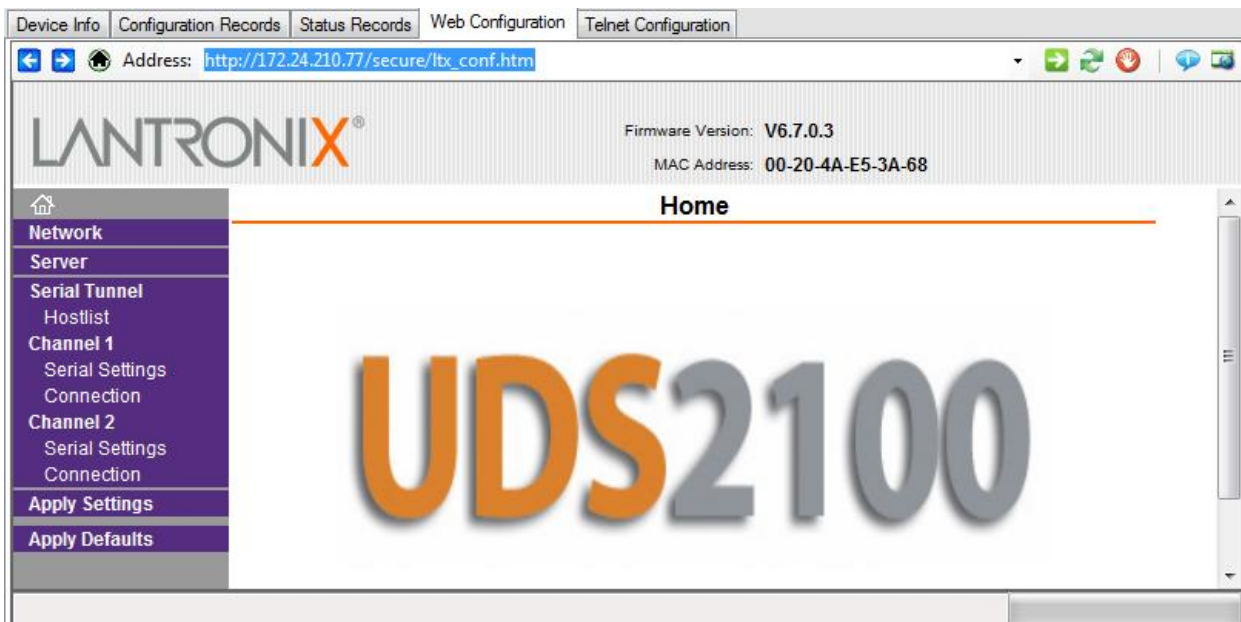 Device Info Configuration Records Status Records Web Configuration Telnet Configuration
Address: http://172.24.210.77/secure/ltx_conf.htm
LANTRONIX®
Firmware Version: V6.7.0.3
MAC Address: 00-20-4A-E5-3A-68
Home
Network
Server
Serial Tunnel
Hostlist
Channel 1
Serial Settings
Connection
Channel 2
Serial Settings
Connection
Apply Settings
Apply Defaults
UDS2100